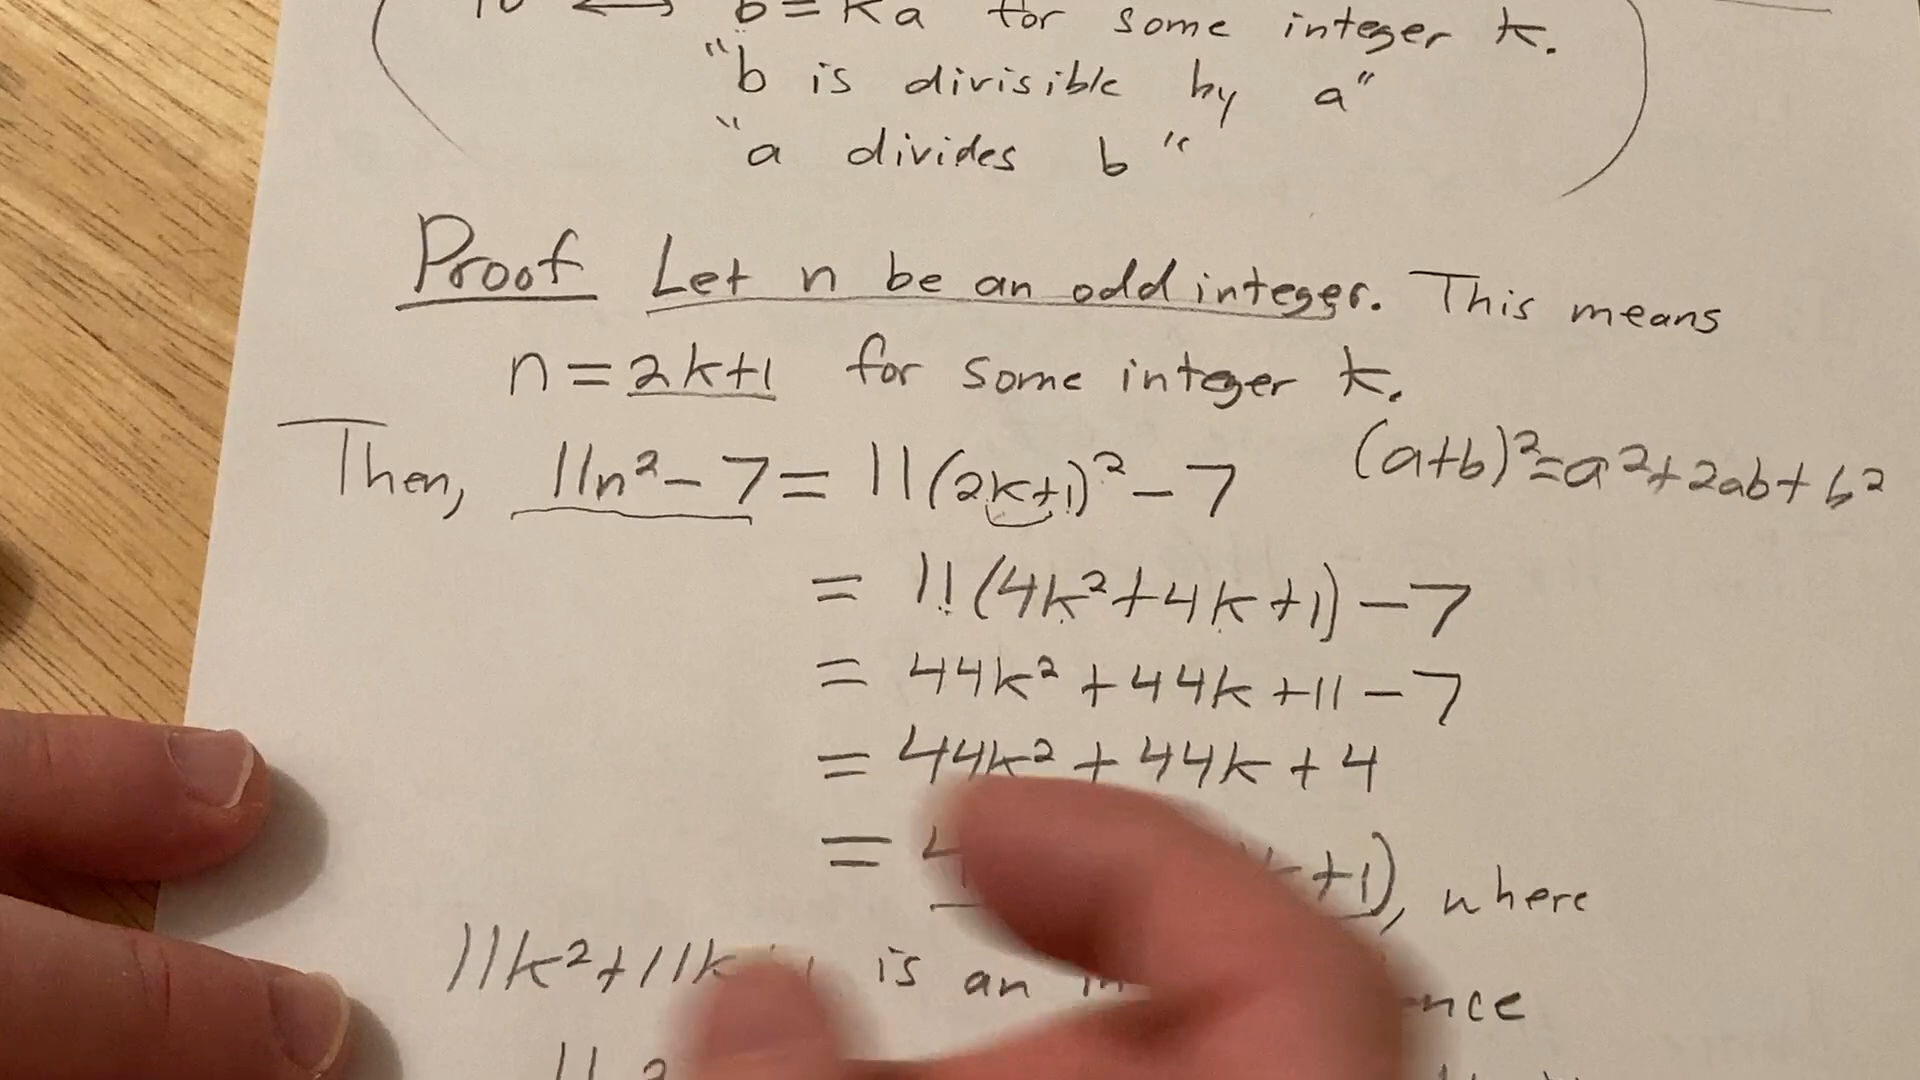 b = ka for some integer k.
"b is divisible by a"
"a divides b"
Proof Let n be an odd integer. This means
n = 2k+1 for some integer k.
Then, 11n² - 7 = 11(2k+1)² - 7 (a+b)²=a²+2ab+b²
= 11(4k²+4k+1) - 7
= 44k² + 44k + 11 - 7
= 44k² + 44k + 4
= +1), where
11k²+11k is an